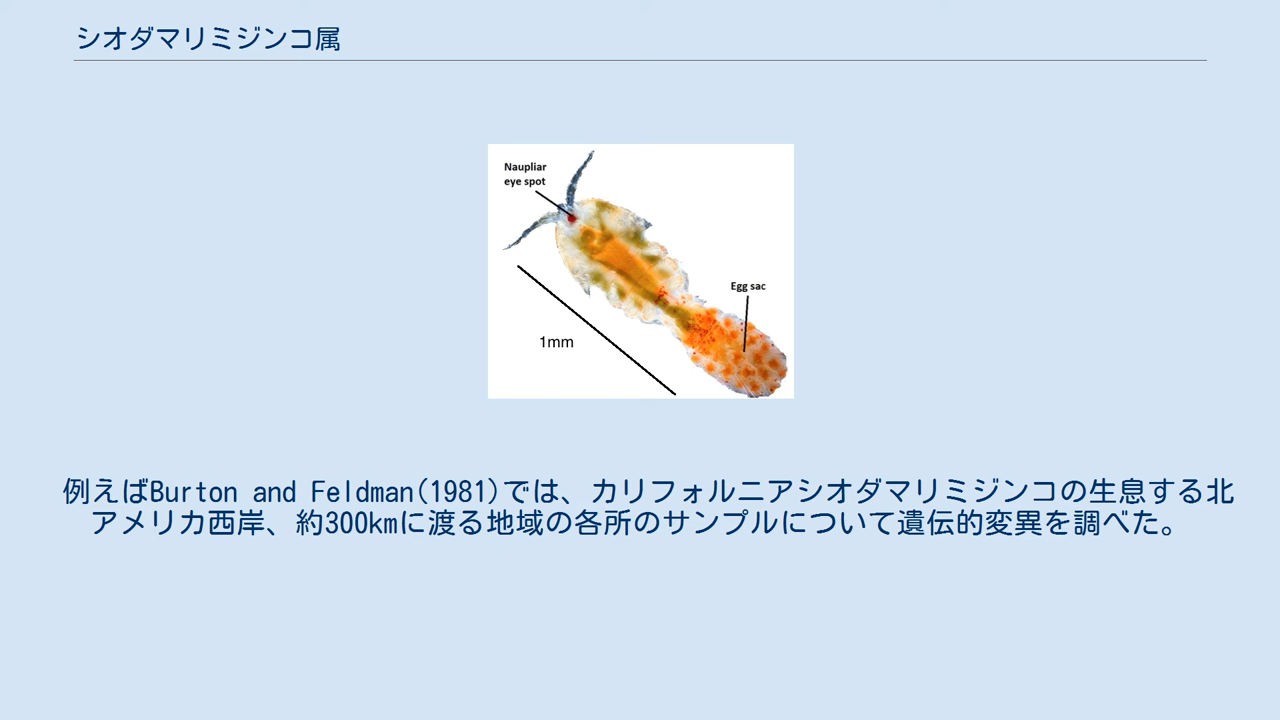 シオダマリミジンコ属
Naupliar
eye spot
Egg sac
1mm
例えばBurton and Feldman(1981)では、カリフォルニアシオダマリミジンコの生息する北
アメリカ西岸、約300kmに渡る地域の各所のサンプルについて遺伝的変異を調べた。